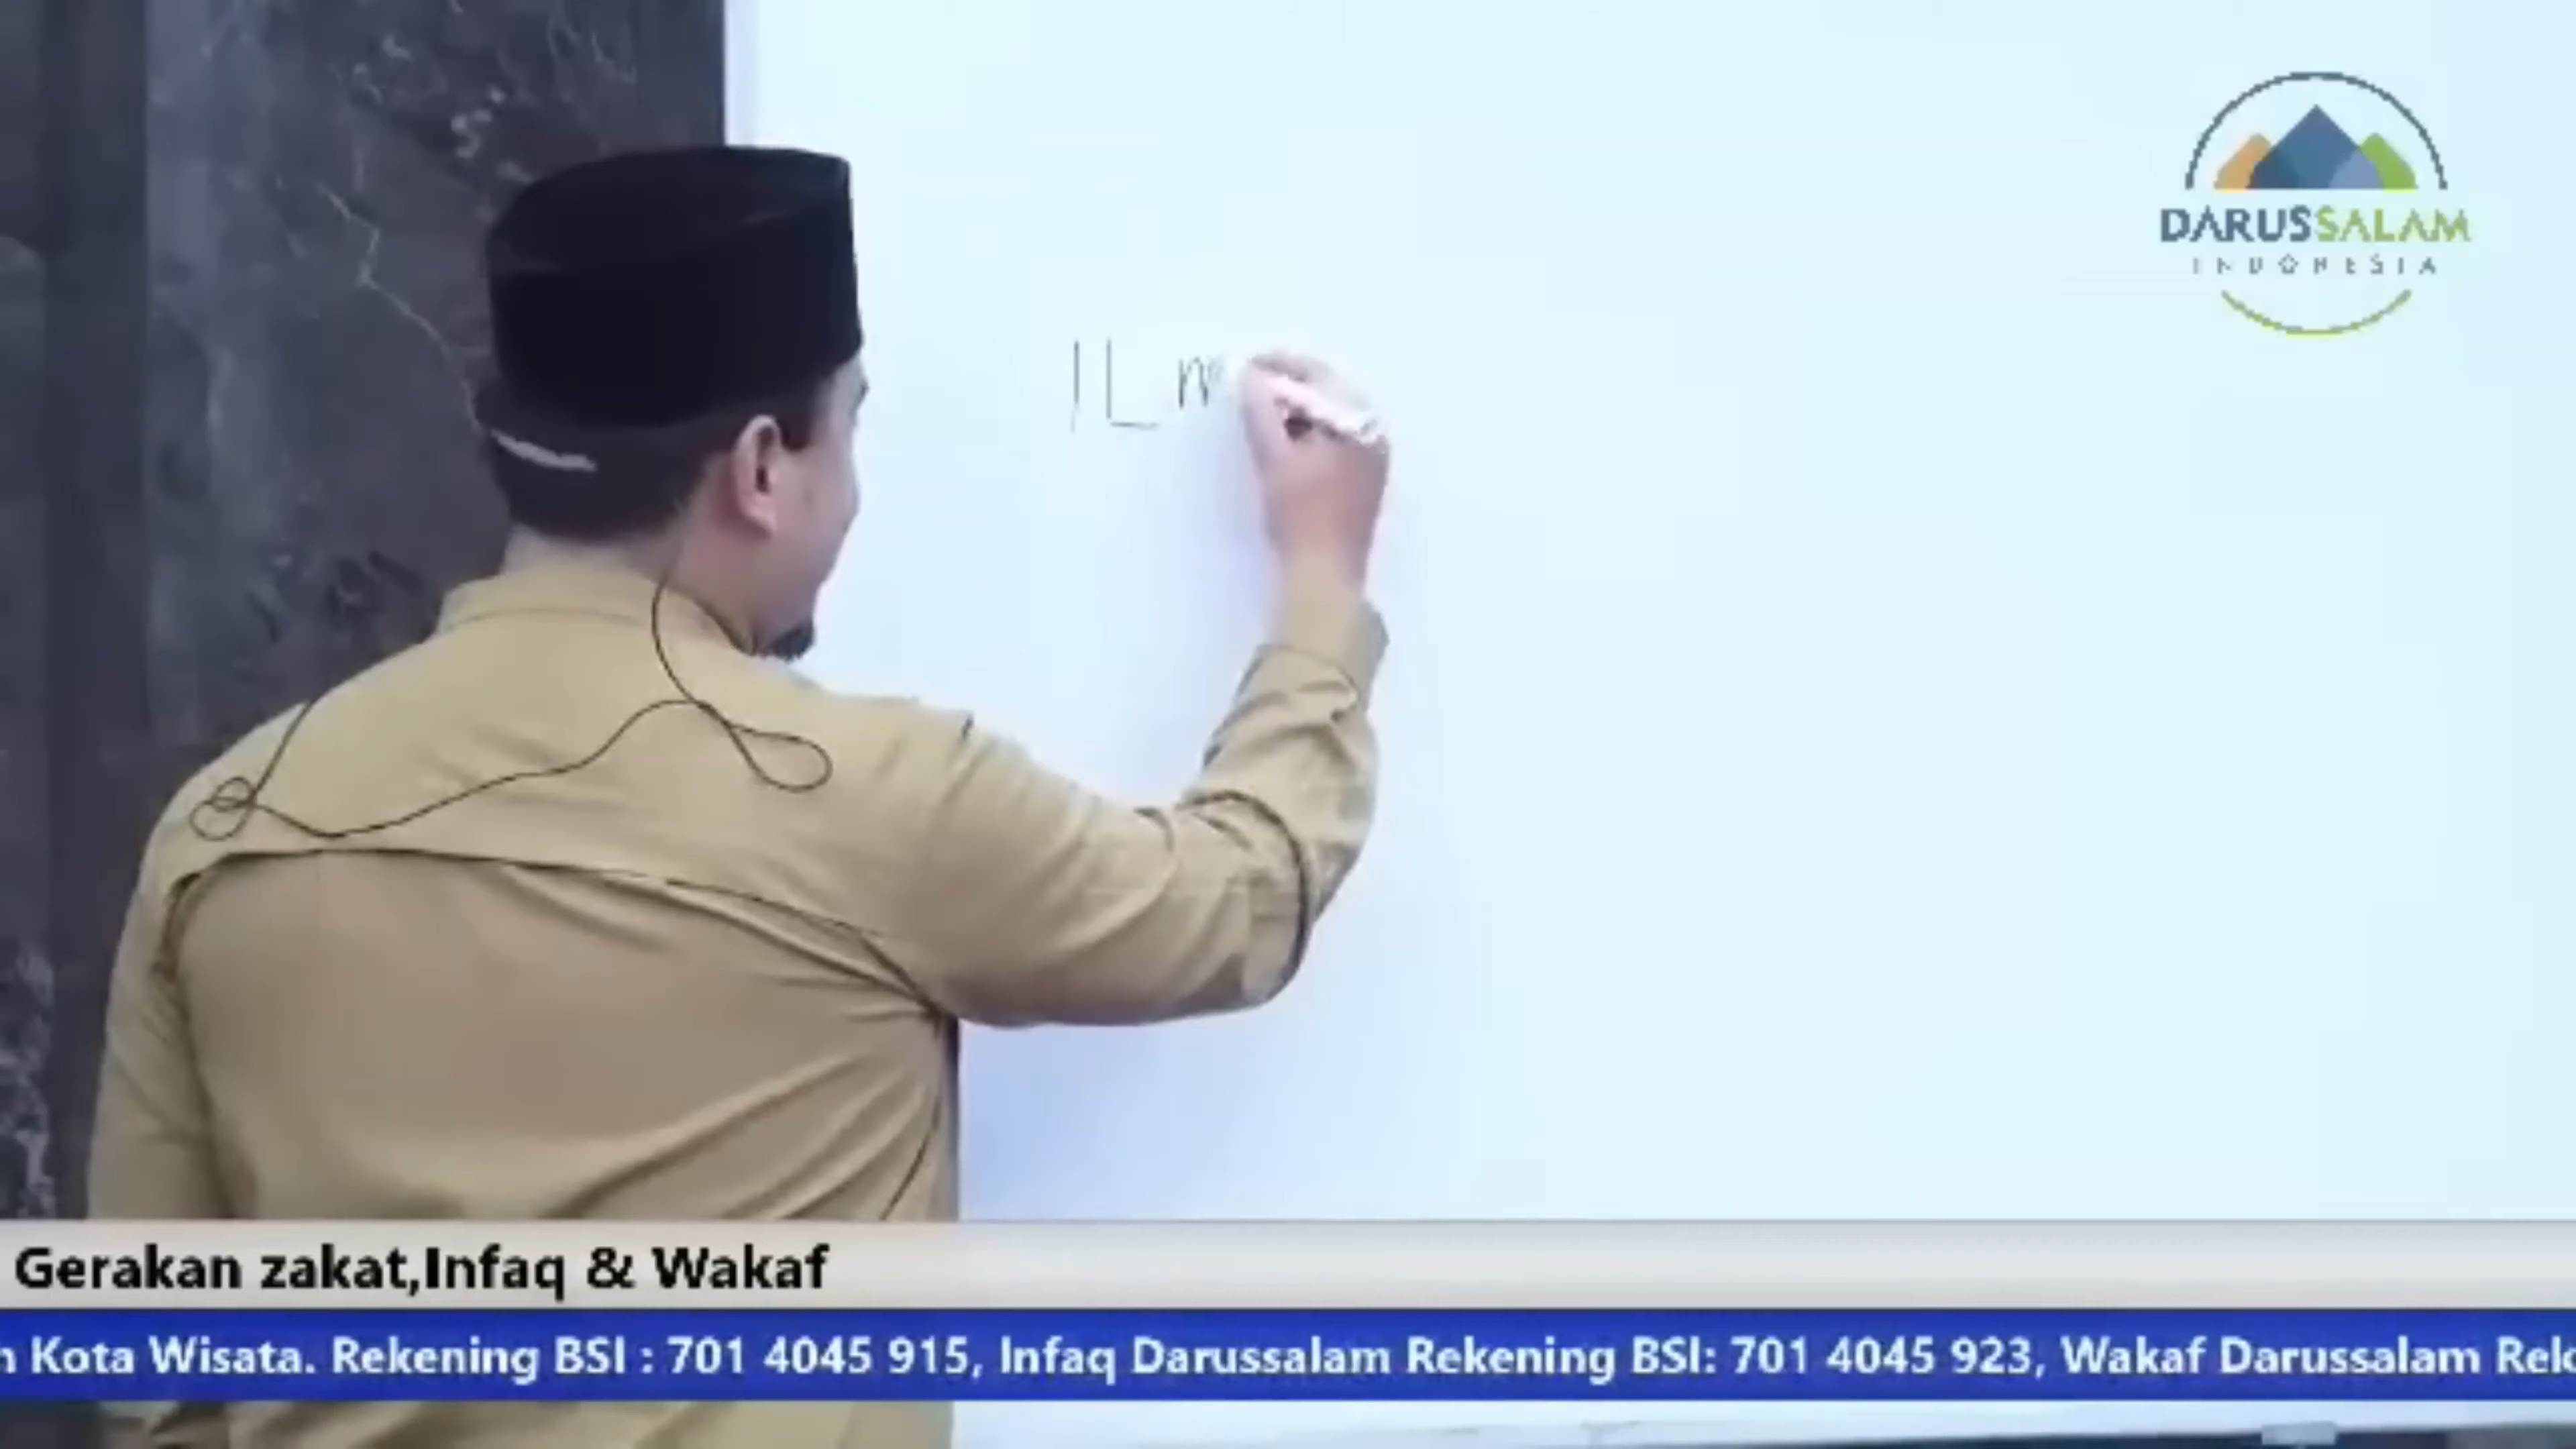 DARUSSALAM
INDONESIA
ILm
Gerakan zakat,Infaq & Wakaf
Kota Wisata. Rekening BSI : 701 4045 915, Infaq Darussalam Rekening BSI: 701 4045 923, Wakaf Darussalam